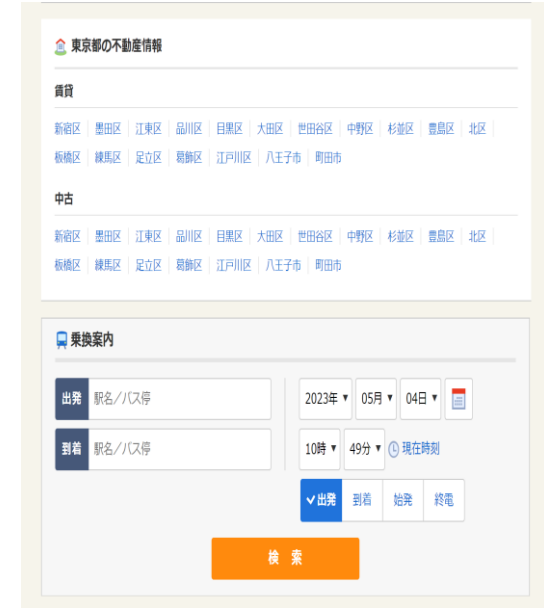 東京都の不動産情報
賃貸
新宿区 墨田区 江東区 品川区 目黒区 大田区 世田谷区 中野区 杉並区 豊島区 北区
板橋区 練馬区 足立区 葛飾区 江戸川区 八王子市 町田市
中古
新宿区 墨田区 江東区 品川区 目黒区 大田区 世田谷区 中野区 杉並区 豊島区 北区
板橋区 練馬区 足立区 葛飾区 江戸川区 八王子市 町田市
乗換案内
出発 駅名／バス停 2023年 05月 04日
到着 駅名／バス停 10時 49分 現在時刻
出発 到着 始発 終電
検索